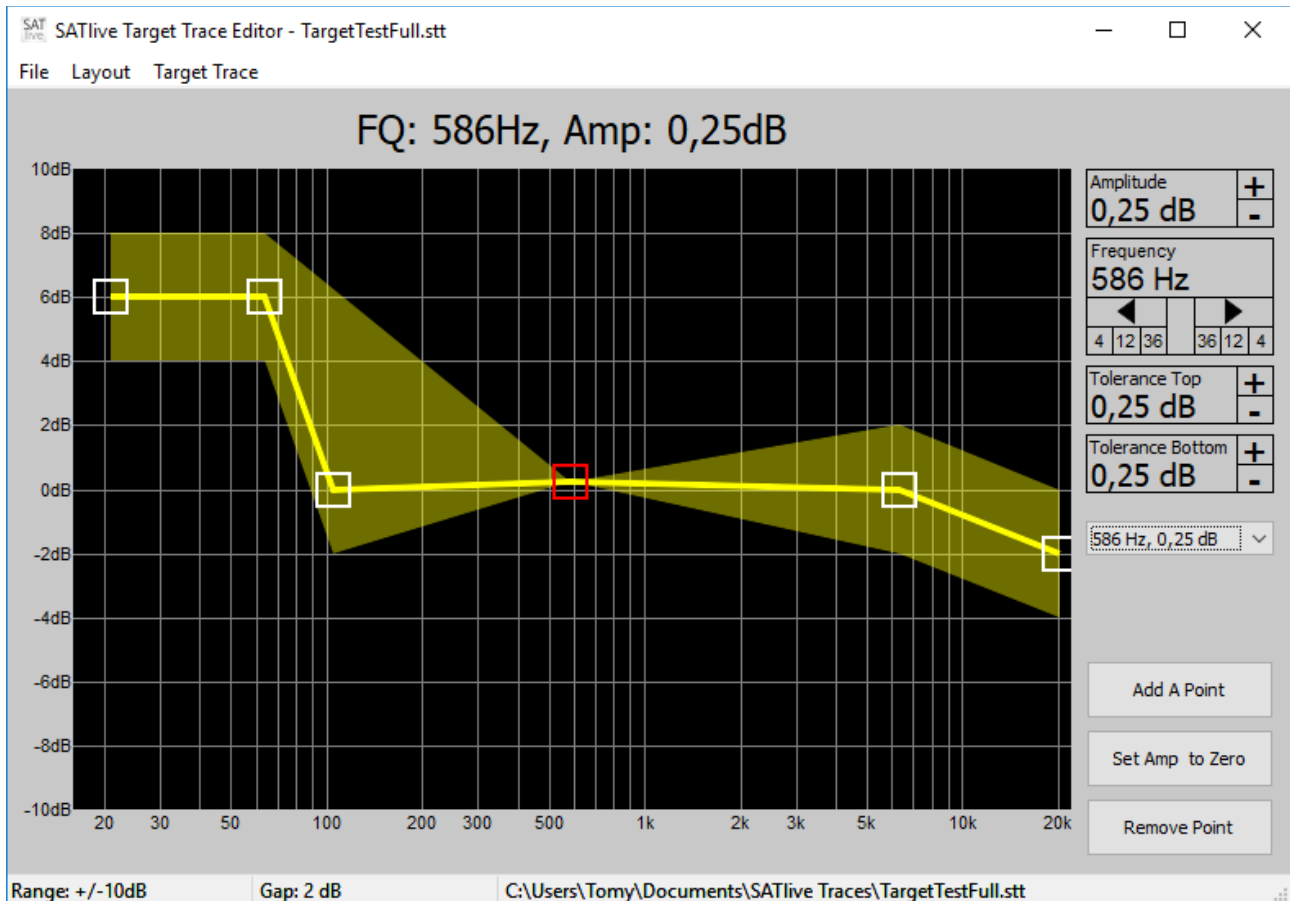 SAT
live
SATlive Target Trace Editor - TargetTestFull.stt
File Layout Target Trace
FQ: 586Hz, Amp: 0,25dB
10dB
8dB
6dB
4dB
2dB
0dB
-2dB
-4dB
-6dB
-8dB
-10dB
20 30 50 100 200 300 500 1k 2k 3k 5k 10k 20k
Amplitude
0,25 dB
+
-
Frequency
586 Hz
4 12 36 36 12 4
Tolerance Top
0,25 dB
+
-
Tolerance Bottom
0,25 dB
+
-
586 Hz, 0,25 dB
Add A Point
Set Amp to Zero
Remove Point
Range: +/-10dB Gap: 2 dB C:\Users\Tomy\Documents\SATlive Traces\TargetTestFull.stt